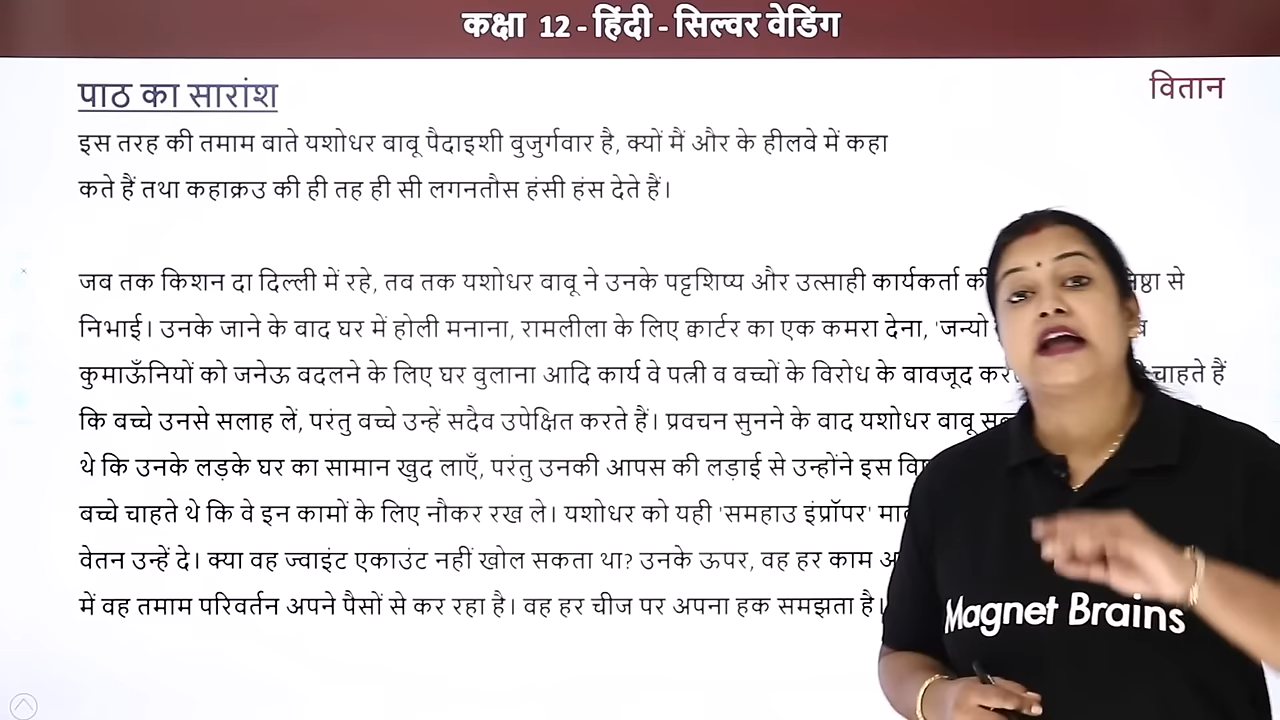 कक्षा 12 - हिंदी - सिल्वर वेडिंग
पाठ का सारांश
वितान
इस तरह की तमाम वाते यशोधर बाबू पैदाइशी बुजुर्गवार है, क्यों मैं और के हीलबे में कहा
कते हैं तथा कहाक्रउ की ही तह ही सी लगनतौस हंसी हंस देते हैं।
जब तक किशन दा दिल्ली में रहे, तव तक यशोधर वाबू ने उनके पट्टशिष्य और उत्साही कार्यकर्ता की
से
निभाई। उनके जाने के वाद घर में होली मनाना, रामलीला के लिए क्वार्टर का एक कमरा देना, 'जन्यो
कुमाऊँनियों को जनेऊ वदलने के लिए घर वुलाना आदि कार्य वे पत्नी व वच्चों के विरोध के वावजूद
चाहते हैं
कि बच्चे उनसे सलाह लें, परंतु वच्चे उन्हें सदैव उपेक्षित करते हैं। प्रवचन सुनने के वाद यशोधर वाबू
थे कि उनके लड़के घर का सामान खुद लाएँ, परंतु उनकी आपस की लड़ाई से उन्होंने इस
बच्चे चाहते थे कि वे इन कामों के लिए नौकर रख ले। यशोधर को यही 'समहाउ इंप्रॉपर'
वेतन उन्हें दे। क्या वह ज्वाइंट एकाउंट नहीं खोल सकता था? उनके ऊपर, वह हर काम
में वह तमाम परिवर्तन अपने पैसों से कर रहा है। वह हर चीज पर अपना हक समझता है।
Magnet Brains